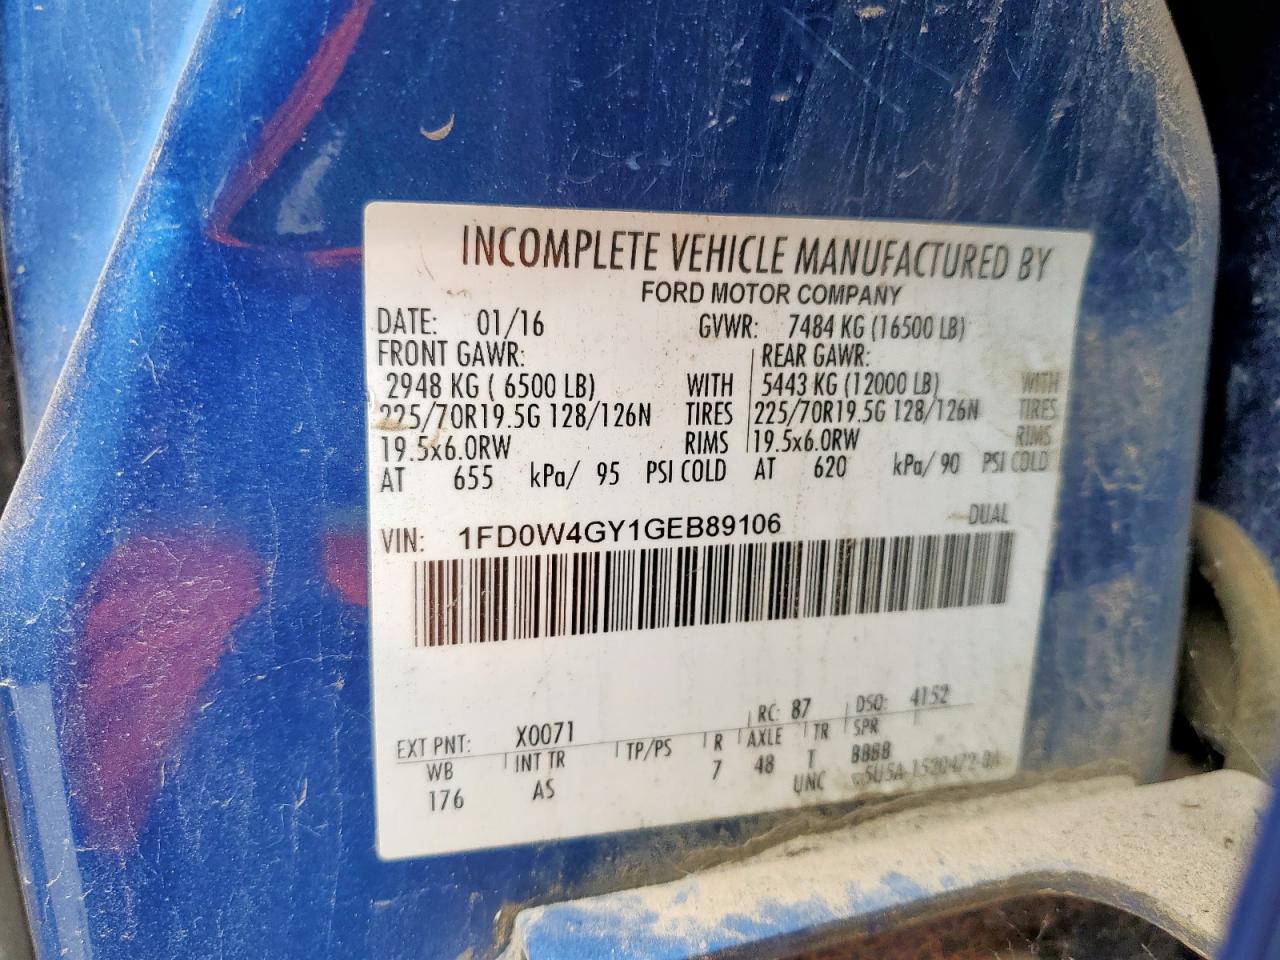 INCOMPLETE VEHICLE MANUFACTURED BY
FORD MOTOR COMPANY
DATE: 01/16 GVWR: 7484 KG (16500 LB)
FRONT GAWR: REAR GAWR:
2948 KG ( 6500 LB) WITH 5443 KG (12000 LB) WITH
225/70R19.5G 128/126N TIRES 225/70R19.5G 128/126N TIRES
19.5x6.0RW RIMS 19.5x6.0RW RIMS
AT 655 kPa/ 95 PSI COLD AT 620 kPa/ 90 PSI COLD
VIN: 1FD0W4GY1GEB89106 DUAL
EXT PNT: X0071 RC: 87 DSO: 4152
WB INT TR TP/PS R AXLE TR SPR
176 AS 7 48 T BBBB
UNC